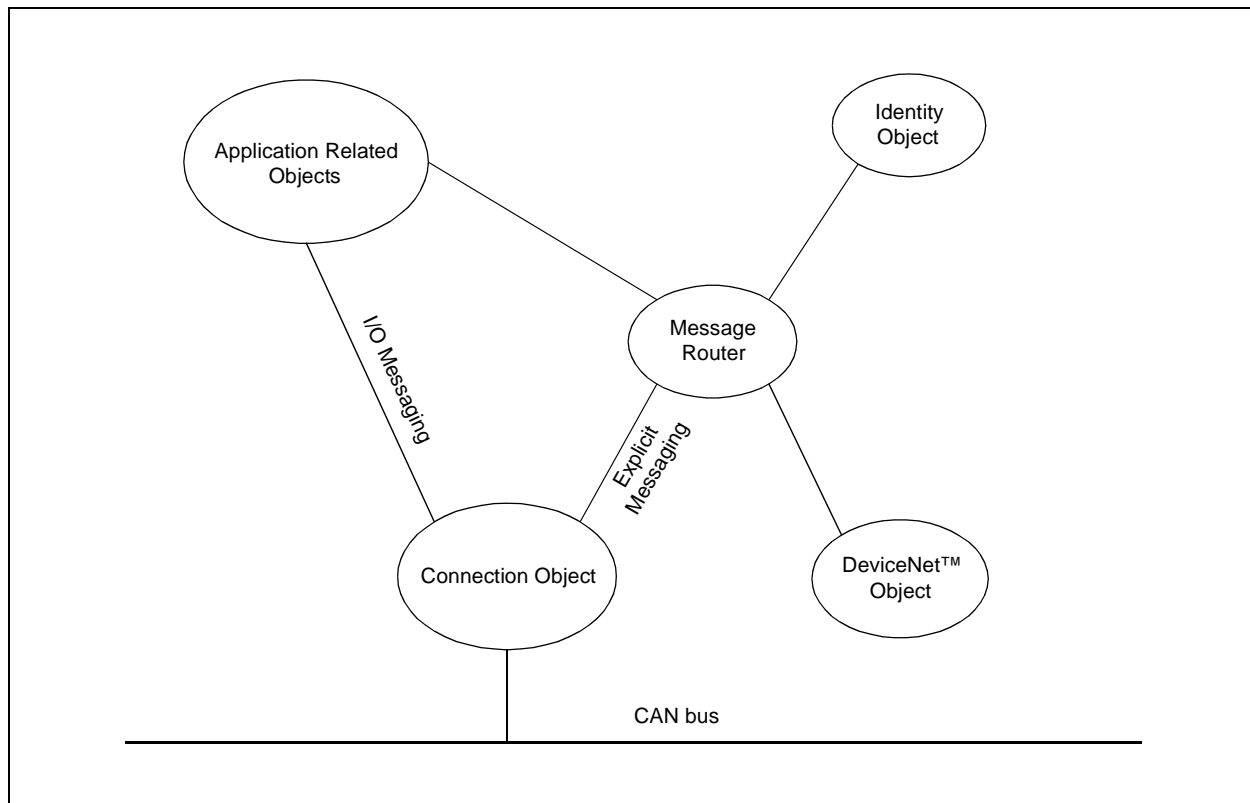 Application Related
Objects
Identity
Object
Message
Router
I/O Messaging
Explicit
Messaging
Connection Object
DeviceNet™
Object
CAN bus